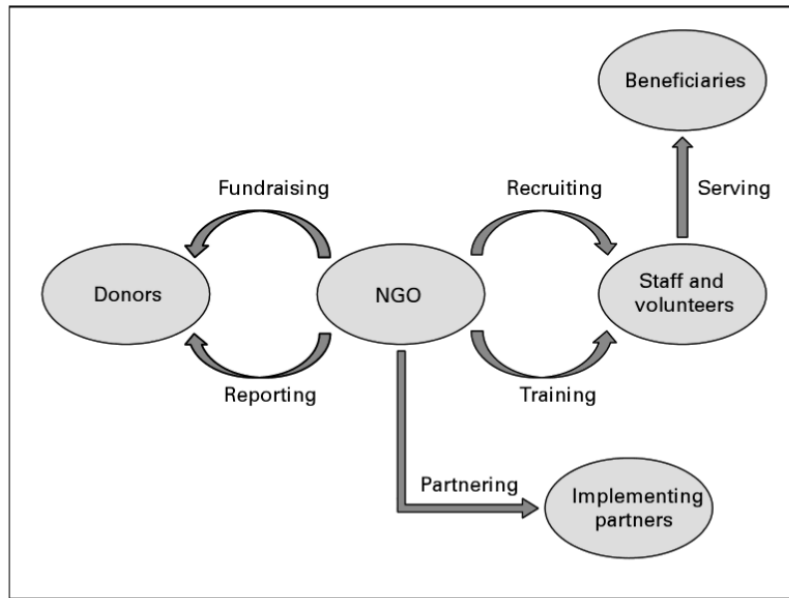 Beneficiaries
Fundraising
Recruiting
Serving
Donors
NGO
Staff and
volunteers
Reporting
Training
Partnering
Implementing
partners